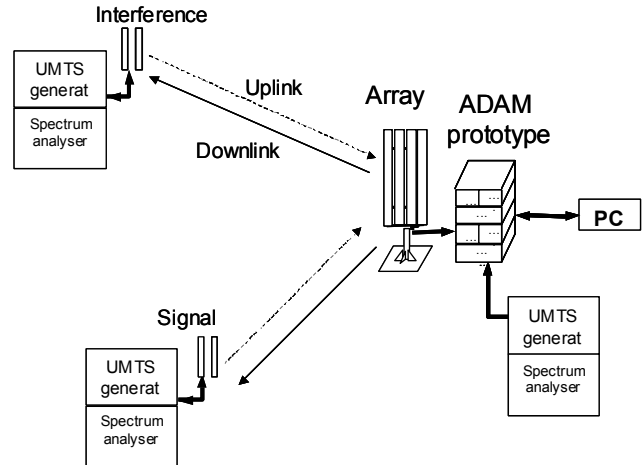 Interference
UMTS
generat
Spectrum
analyser
Uplink
Downlink
Array
ADAM
prototype
PC
Signal
UMTS
generat
Spectrum
analyser
UMTS
generat
Spectrum
analyser